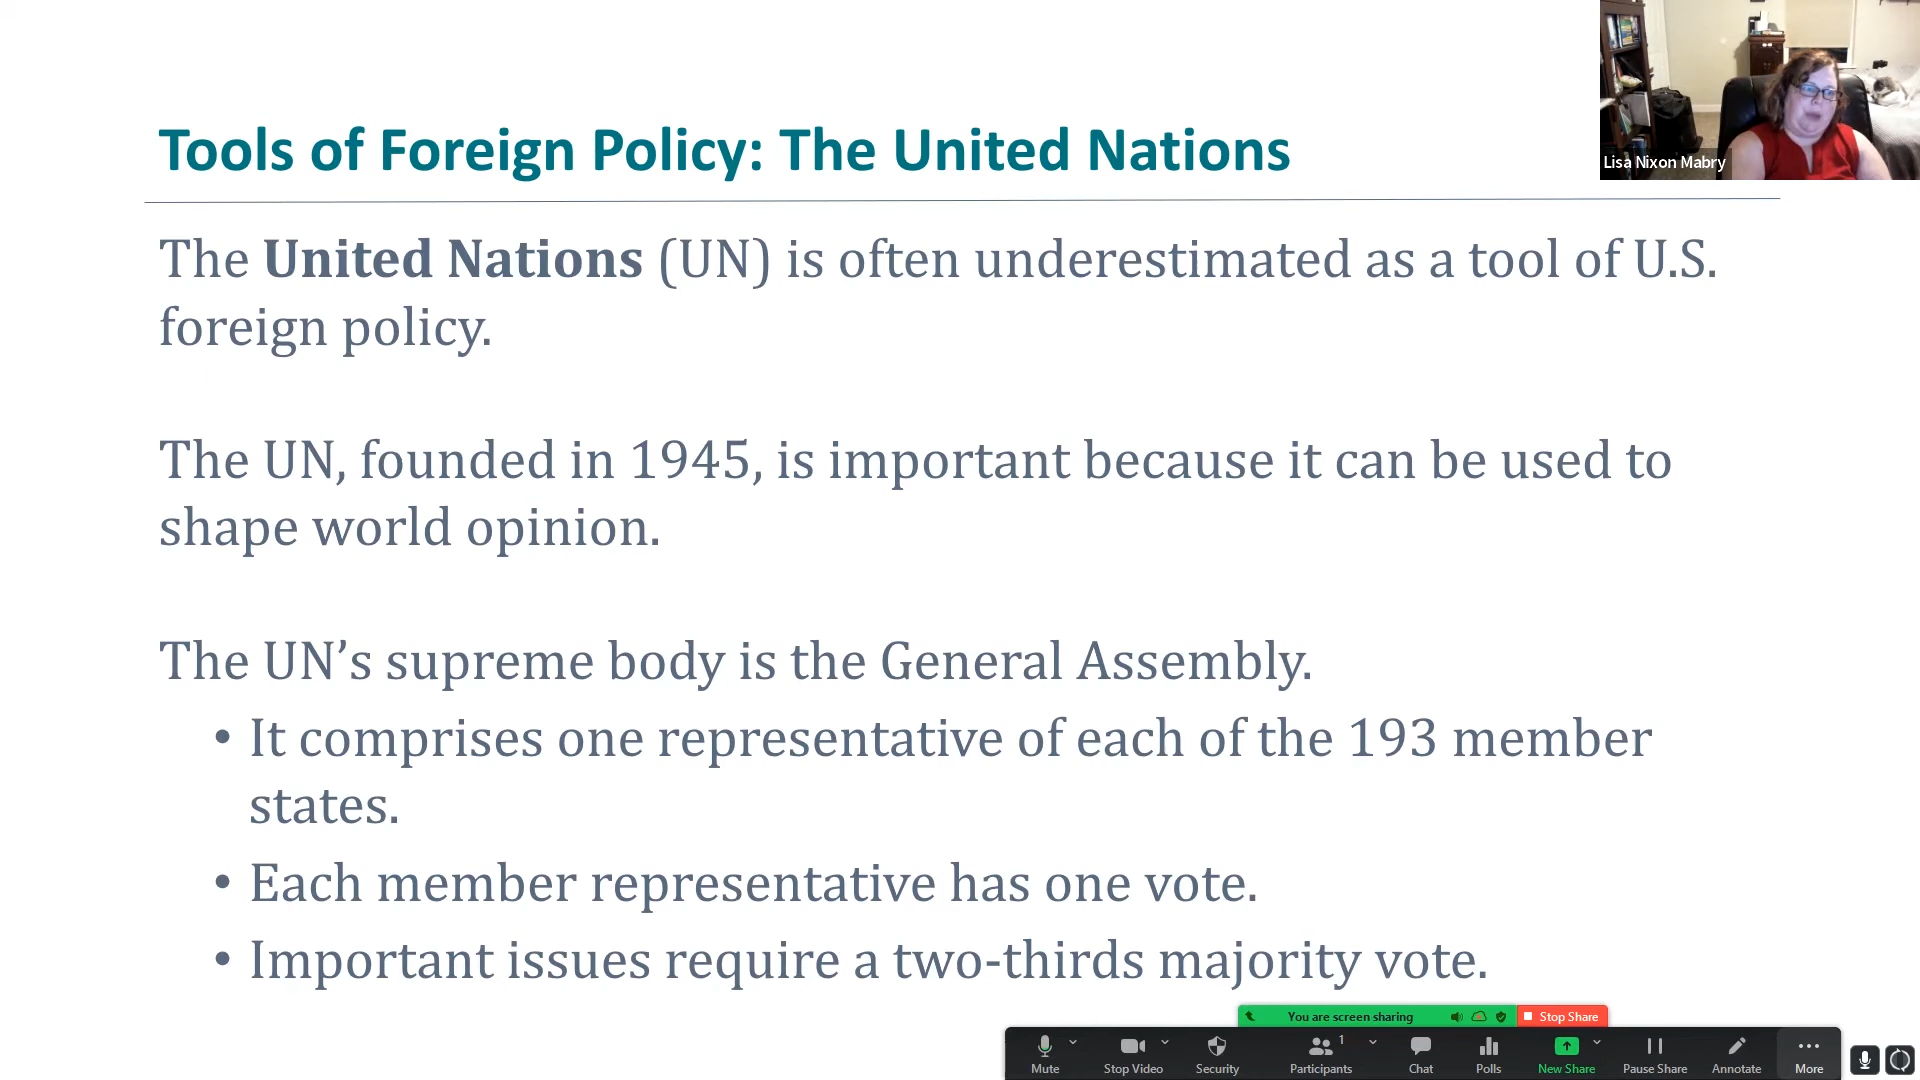 Lisa Nixon Mabry
Tools of Foreign Policy: The United Nations
The United Nations (UN) is often underestimated as a tool of U.S.
foreign policy.
The UN, founded in 1945, is important because it can be used to
shape world opinion.
The UN’s supreme body is the General Assembly.
• It comprises one representative of each of the 193 member
states.
• Each member representative has one vote.
• Important issues require a two-thirds majority vote.
You are screen sharing Stop Share
1
Mute Stop Video Security Participants Chat Polls New Share Pause Share Annotate More